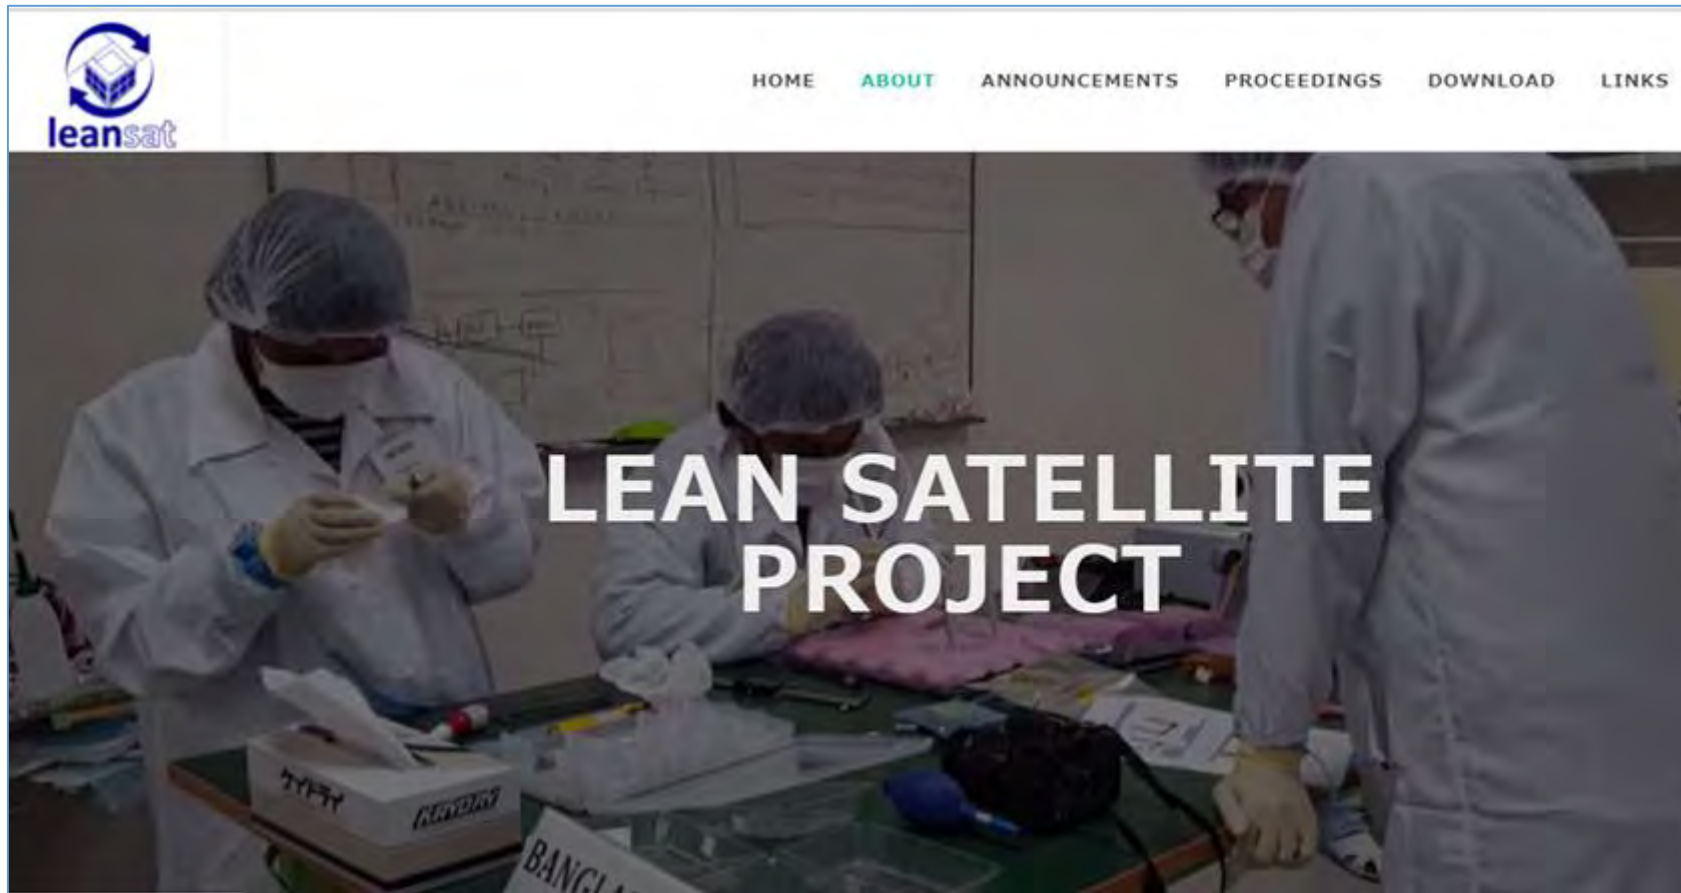 leansat
HOME ABOUT ANNOUNCEMENTS PROCEEDINGS DOWNLOAD LINKS
LEAN SATELLITE
PROJECT
ケイドライ
KAYDRY